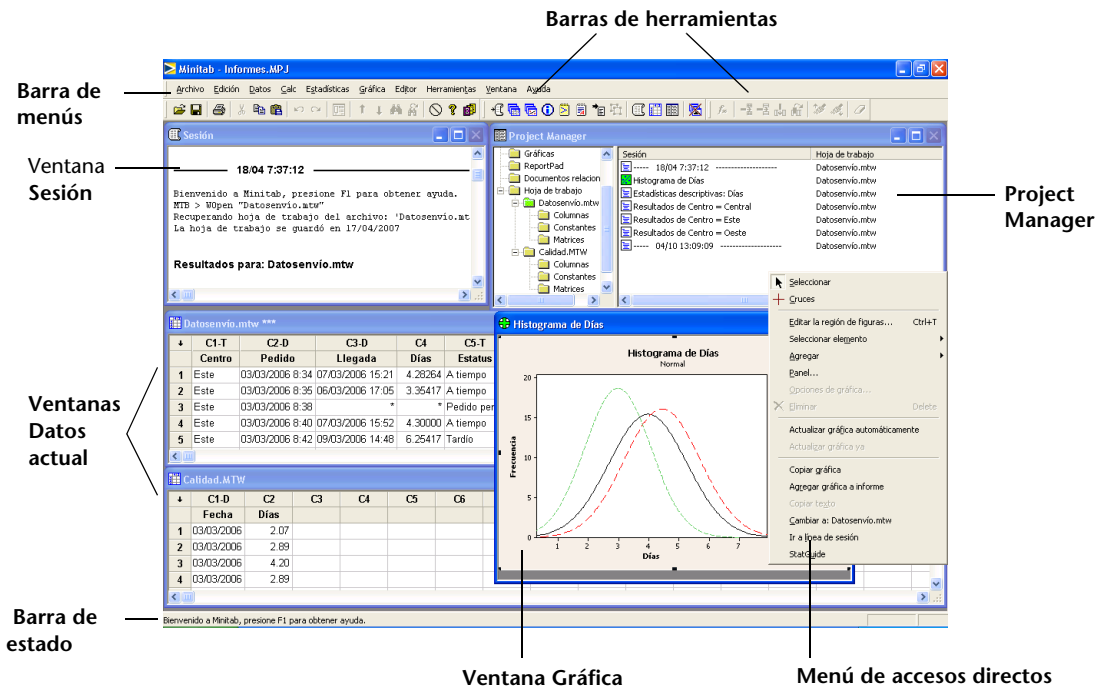 Barras de herramientas
Barra de
menús
Ventana
Sesión
Ventanas
Datos
actual
Barra de
estado
Project
Manager
Ventana Gráfica
Menú de accesos directos
Minitab - Informes.MPJ
Archivo Edición Datos Calc Estadísticas Gráfica Editor Herramientas Ventana Ayuda
Sesión
18/04 7:37:12
Bienvenido a Minitab, presione F1 para obtener ayuda.
MTB > WOpen "Datosenvío.mtw"
Recuperando hoja de trabajo del archivo: 'Datosenvío.mt
La hoja de trabajo se guardó en 17/04/2007
Resultados para: Datosenvío.mtw
Project Manager
Gráficas
ReportPad
Documentos relacion
Hoja de trabajo
Datosenvío.mtw
Columnas
Constantes
Matrices
Calidad.MTW
Columnas
Constantes
Matrices
Sesión Hoja de trabajo
----- 18/04 7:37:12 -------------------- Datosenvío.mtw
Histograma de Días Datosenvío.mtw
Estadísticas descriptivas: Días Datosenvío.mtw
Resultados de Centro = Central Datosenvío.mtw
Resultados de Centro = Este Datosenvío.mtw
Resultados de Centro = Oeste Datosenvío.mtw
----- 04/10 13:09:09 -------------------- Datosenvío.mtw
Datosenvío.mtw ***
C1-T C2-D C3-D C4 C5-T
Centro Pedido Llegada Días Estatus
1 Este 03/03/2006 8:34 07/03/2006 15:21 4.28264 A tiempo
2 Este 03/03/2006 8:35 06/03/2006 17:05 3.35417 A tiempo
3 Este 03/03/2006 8:38 * * Pedido per
4 Este 03/03/2006 8:40 07/03/2006 15:52 4.30000 A tiempo
5 Este 03/03/2006 8:42 09/03/2006 14:48 6.25417 Tardío
Calidad.MTW
C1-D C2 C3 C4 C5 C6
Fecha Días
1 03/03/2006 2.07
2 03/03/2006 2.89
3 03/03/2006 4.20
4 03/03/2006 2.89
Histograma de Días
Histograma de Días
Normal
Frecuencia
20
15
10
5
0
1 2 3 4 5 6 7
Días
Seleccionar
Cruces
Editar la región de figuras... Ctrl+T
Seleccionar elemento
Agregar
Panel...
Opciones de gráfica...
Eliminar Delete
Actualizar gráfica automáticamente
Actualizar gráfica ya
Copiar gráfica
Agregar gráfica a informe
Copiar texto
Cambiar a: Datosenvío.mtw
Ir a línea de sesión
StatGuide
Bienvenido a Minitab, presione F1 para obtener ayuda.